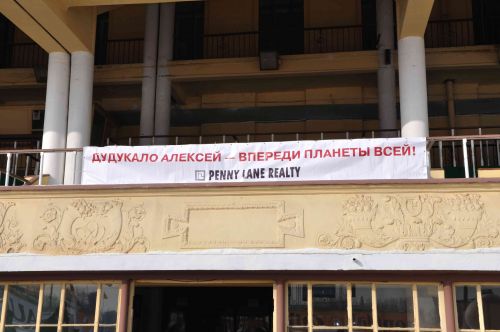 ДУДУКАЛО АЛЕКСЕЙ — ВПЕРЕДИ ПЛАНЕТЫ ВСЕЙ!
PENNY LANE REALTY